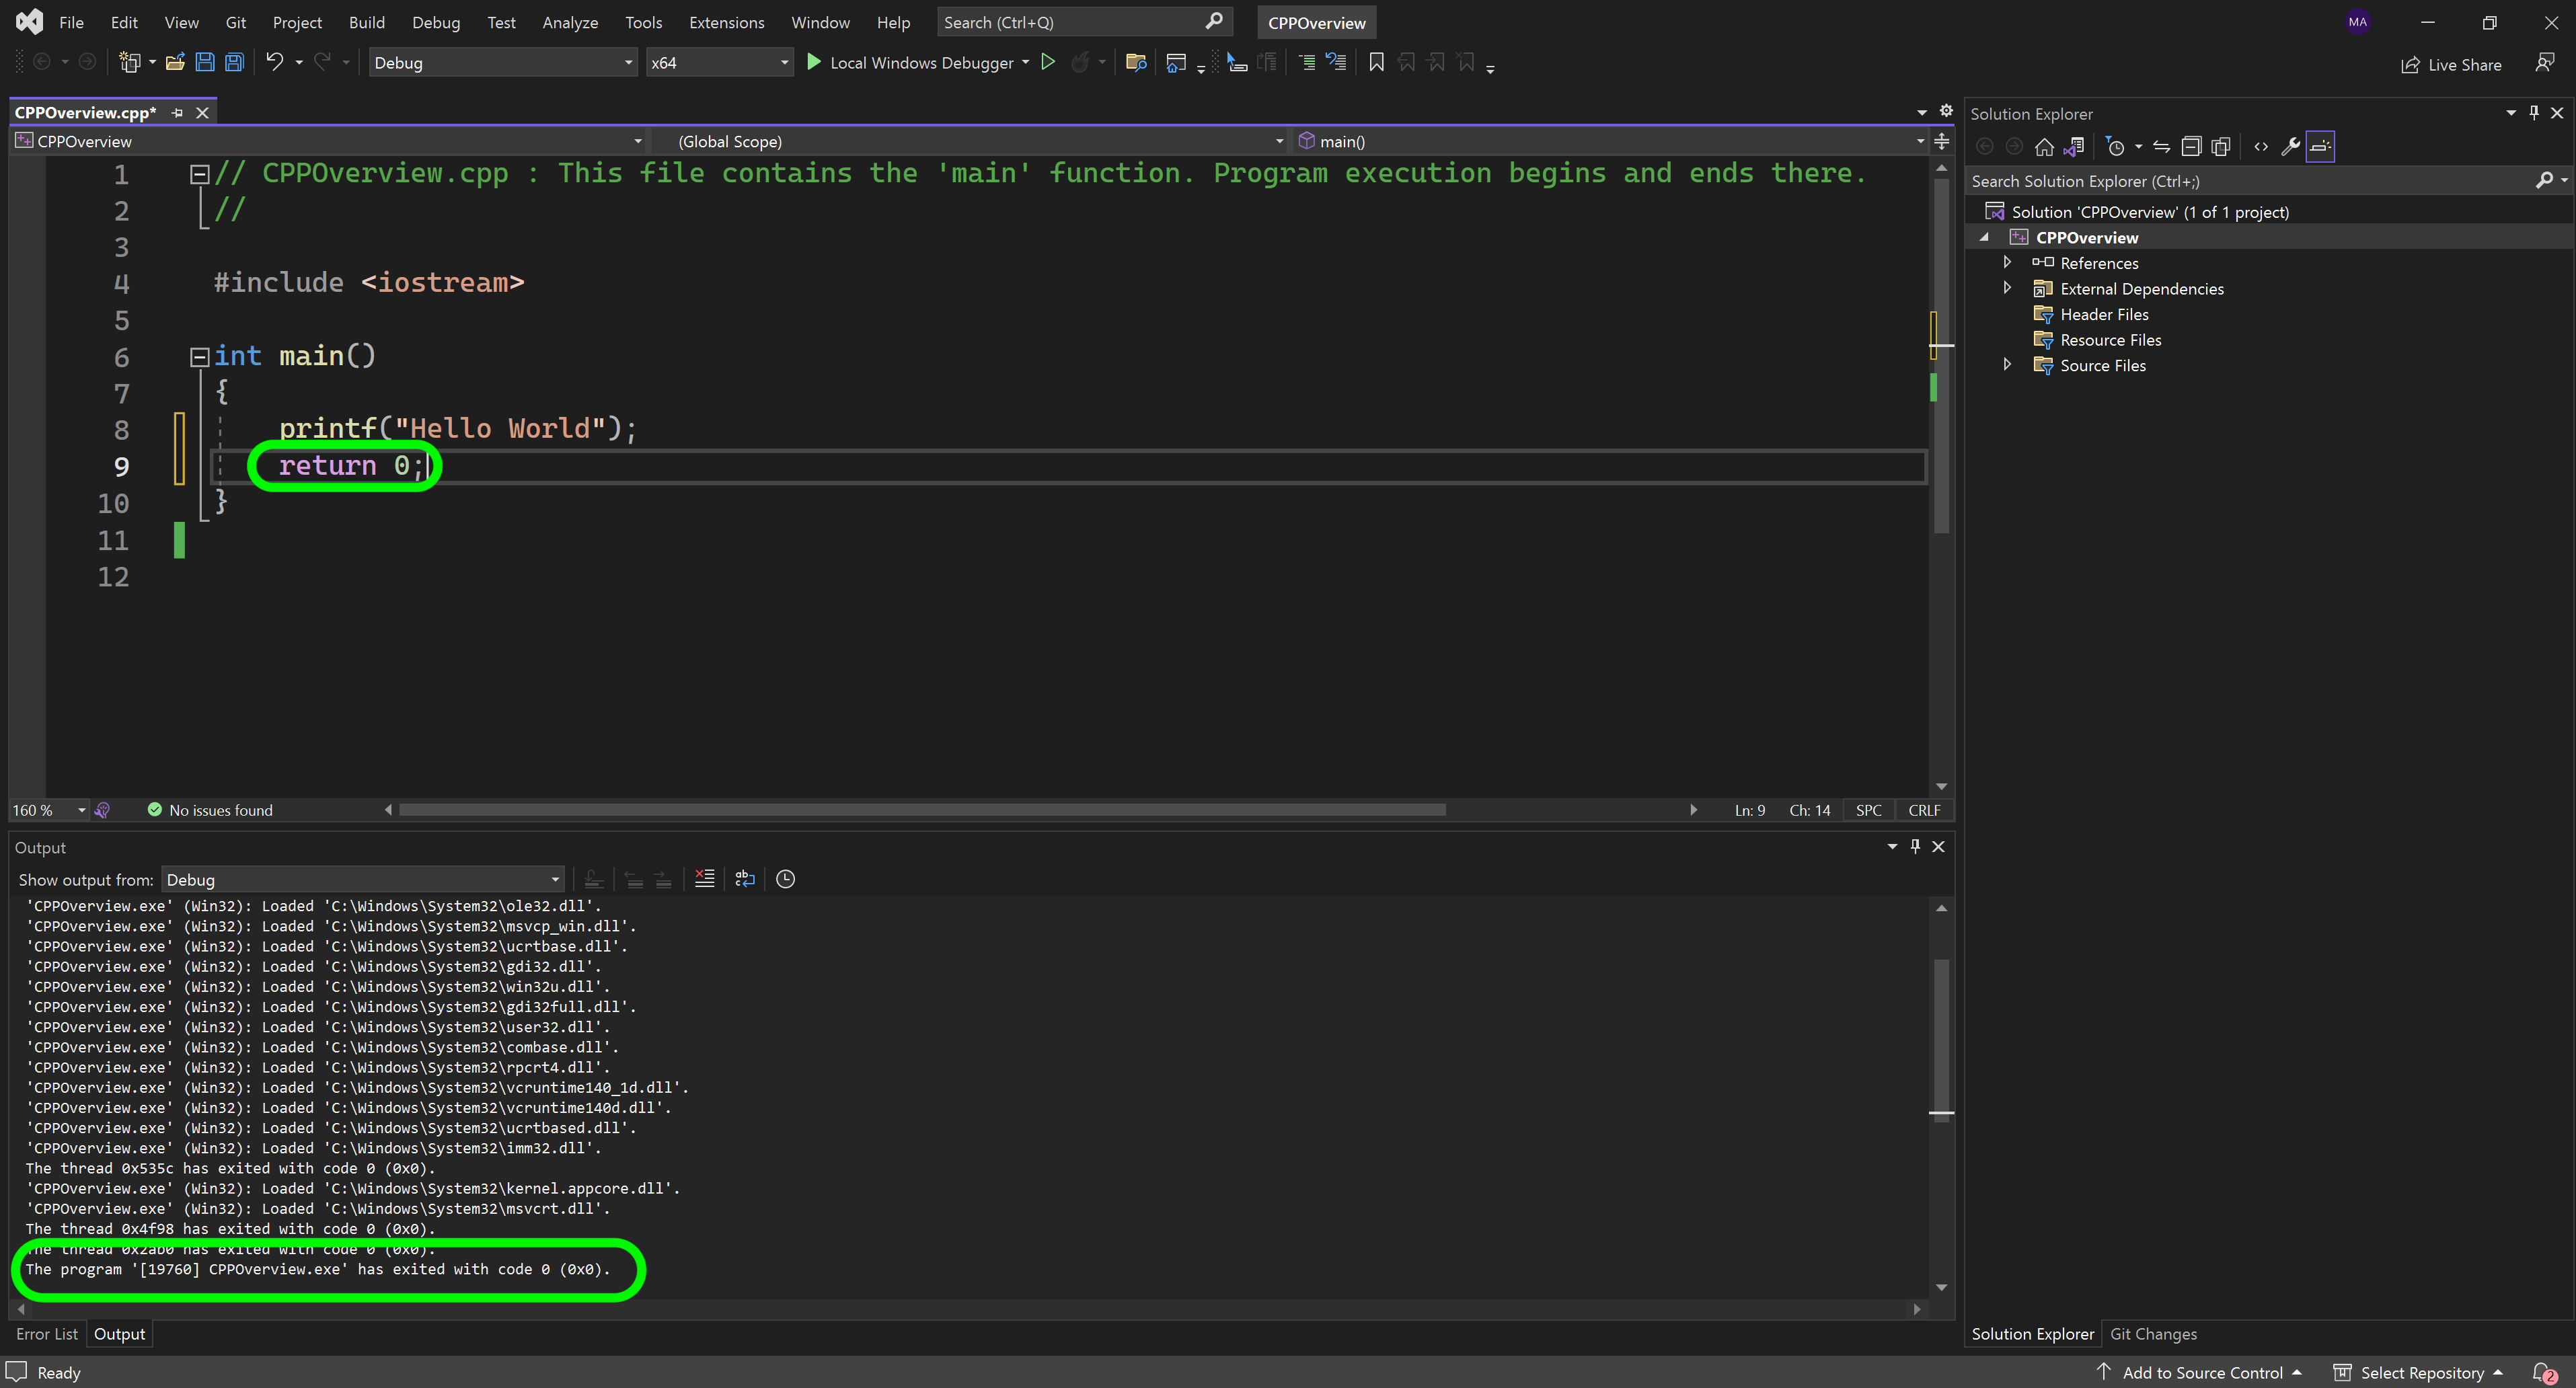 File Edit View Git Project Build Debug Test Analyze Tools Extensions Window Help Search (Ctrl+Q) CPPOverview MA
Debug x64 Local Windows Debugger Live Share
CPPOverview.cpp*
CPPOverview (Global Scope) main()
1 // CPPOverview.cpp : This file contains the 'main' function. Program execution begins and ends there.
2 //
3
4 #include <iostream>
5
6 int main()
7 {
8 printf("Hello World");
9 return 0;
10 }
11
12
160 % No issues found Ln: 9 Ch: 14 SPC CRLF
Output
Show output from: Debug
'CPPOverview.exe' (Win32): Loaded 'C:\Windows\System32\ole32.dll'.
'CPPOverview.exe' (Win32): Loaded 'C:\Windows\System32\msvcp_win.dll'.
'CPPOverview.exe' (Win32): Loaded 'C:\Windows\System32\ucrtbase.dll'.
'CPPOverview.exe' (Win32): Loaded 'C:\Windows\System32\gdi32.dll'.
'CPPOverview.exe' (Win32): Loaded 'C:\Windows\System32\win32u.dll'.
'CPPOverview.exe' (Win32): Loaded 'C:\Windows\System32\gdi32full.dll'.
'CPPOverview.exe' (Win32): Loaded 'C:\Windows\System32\user32.dll'.
'CPPOverview.exe' (Win32): Loaded 'C:\Windows\System32\combase.dll'.
'CPPOverview.exe' (Win32): Loaded 'C:\Windows\System32\rpcrt4.dll'.
'CPPOverview.exe' (Win32): Loaded 'C:\Windows\System32\vcruntime140_1d.dll'.
'CPPOverview.exe' (Win32): Loaded 'C:\Windows\System32\vcruntime140d.dll'.
'CPPOverview.exe' (Win32): Loaded 'C:\Windows\System32\ucrtbased.dll'.
'CPPOverview.exe' (Win32): Loaded 'C:\Windows\System32\imm32.dll'.
The thread 0x535c has exited with code 0 (0x0).
'CPPOverview.exe' (Win32): Loaded 'C:\Windows\System32\kernel.appcore.dll'.
'CPPOverview.exe' (Win32): Loaded 'C:\Windows\System32\msvcrt.dll'.
The thread 0x4f98 has exited with code 0 (0x0).
The thread 0x2ab0 has exited with code 0 (0x0).
The program '[19760] CPPOverview.exe' has exited with code 0 (0x0).
Error List Output
Solution Explorer
Search Solution Explorer (Ctrl+;)
Solution 'CPPOverview' (1 of 1 project)
CPPOverview
References
External Dependencies
Header Files
Resource Files
Source Files
Solution Explorer Git Changes
Ready Add to Source Control Select Repository 2